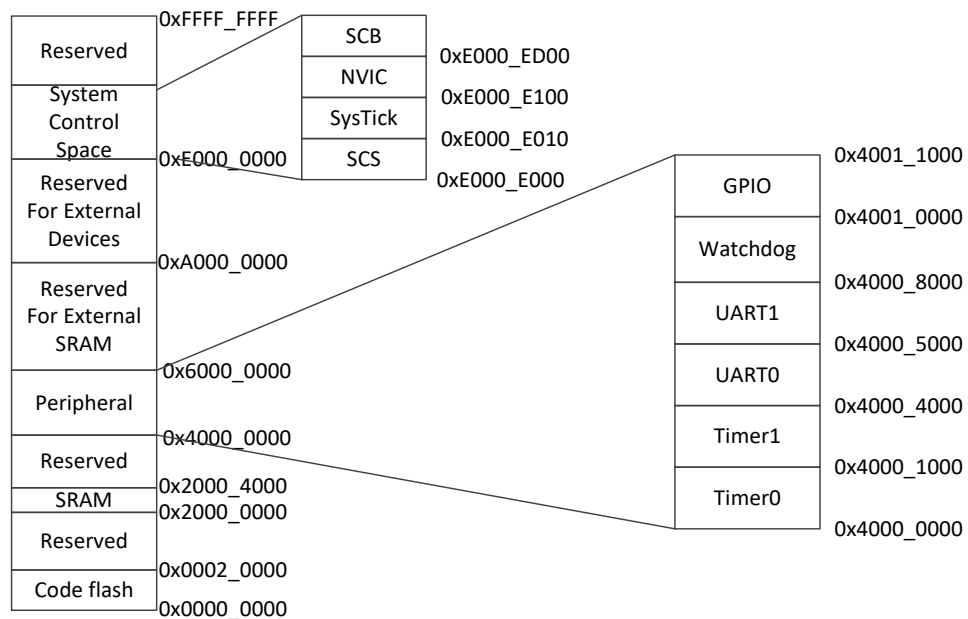 0xFFFF_FFFF
Reserved
System
Control
Space
0xE000_0000
Reserved
For External
Devices
0xA000_0000
Reserved
For External
SRAM
0x6000_0000
Peripheral
0x4000_0000
Reserved
0x2000_4000
SRAM
0x2000_0000
Reserved
0x0002_0000
Code flash
0x0000_0000
SCB
0xE000_ED00
NVIC
0xE000_E100
SysTick
0xE000_E010
SCS
0xE000_E000
0x4001_1000
GPIO
0x4001_0000
Watchdog
0x4000_8000
UART1
0x4000_5000
UART0
0x4000_4000
Timer1
0x4000_1000
Timer0
0x4000_0000